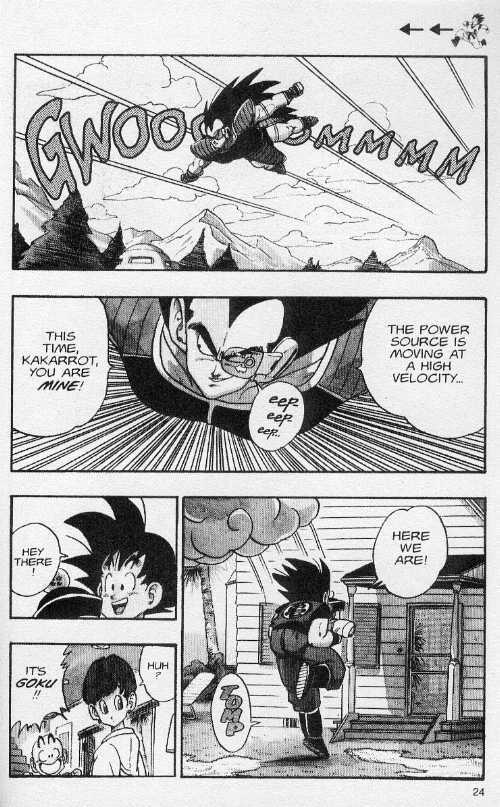 GWOOOOMMMMM
THE POWER
SOURCE IS
MOVING AT
A HIGH
VELOCITY...
eep
eep
eep..
THIS
TIME,
KAKARROT,
YOU ARE
MINE!
HERE
WE
ARE!
TOMP
HEY
THERE
!
HUH
?
IT'S
GOKU
!!
24